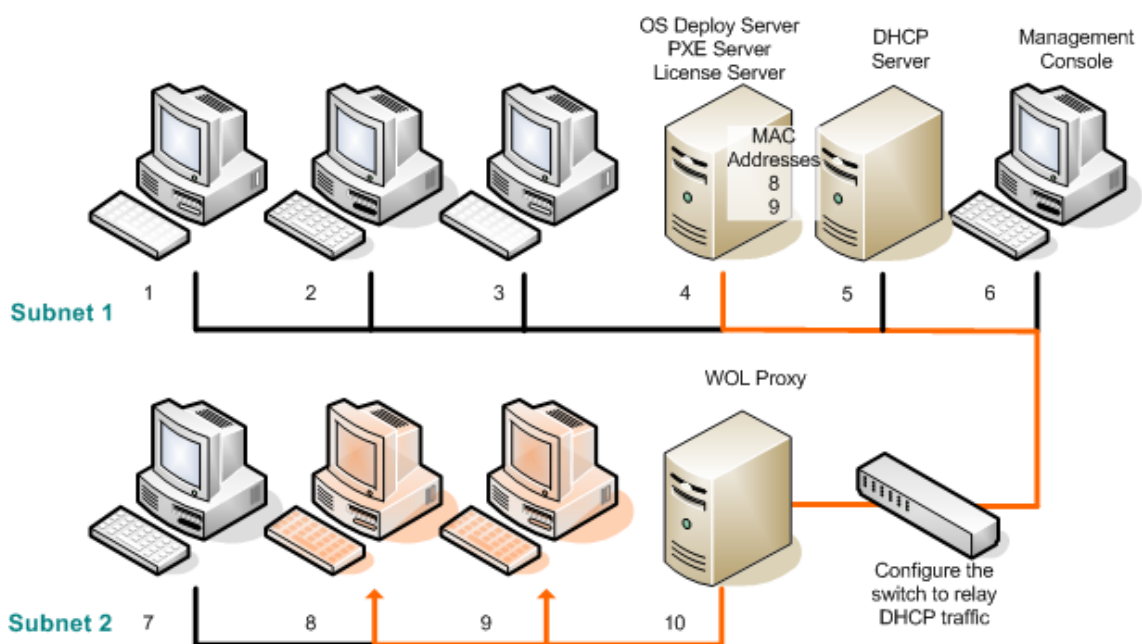 OS Deploy Server
PXE Server
License Server
DHCP
Server
Management
Console
MAC
Addresses
8
9
1
2
3
4
5
6
Subnet 1
WOL Proxy
Configure the
switch to relay
DHCP traffic
Subnet 2
7
8
9
10